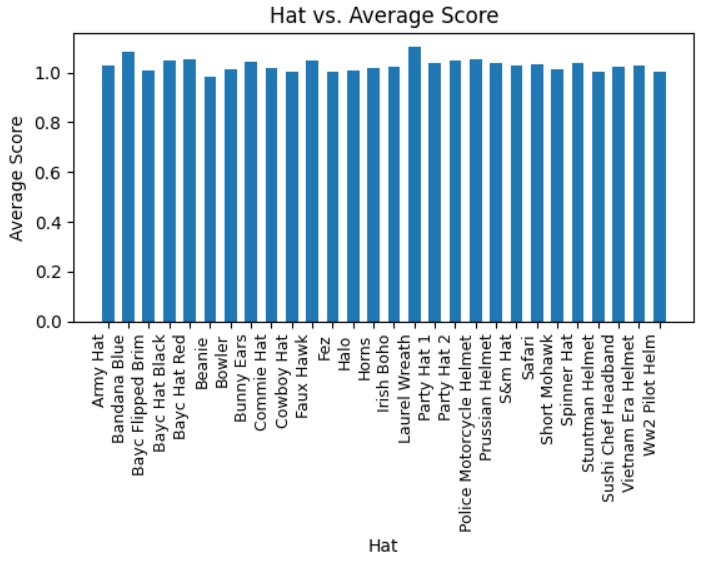 Hat vs. Average Score
Average Score
1.0
0.8
0.6
0.4
0.2
0.0
Army Hat
Bandana Blue
Bayc Flipped Brim
Bayc Hat Black
Bayc Hat Red
Beanie
Bowler
Bunny Ears
Commie Hat
Cowboy Hat
Faux Hawk
Fez
Halo
Horns
Irish Boho
Laurel Wreath
Party Hat 1
Party Hat 2
Police Motorcycle Helmet
Prussian Helmet
S&m Hat
Safari
Short Mohawk
Spinner Hat
Stuntman Helmet
Sushi Chef Headband
Vietnam Era Helmet
Ww2 Pilot Helm
Hat